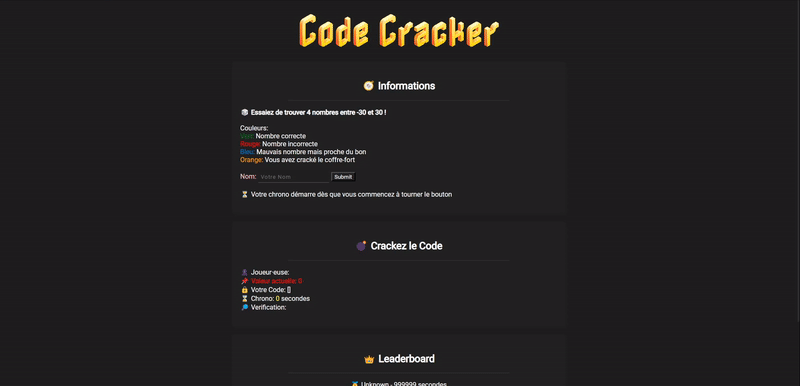 Code Cracker
Informations
Essaiez de trouver 4 nombres entre -30 et 30 !
Couleurs:
Vert: Nombre correcte
Rouge: Nombre incorrecte
Bleu: Mauvais nombre mais proche du bon
Orange: Vous avez cracké le coffre-fort
Nom: Votre Nom Submit
Votre chrono démarre dès que vous commencez à tourner le bouton
Crackez le Code
Joueur·euse:
Valeur actuelle: 0
Votre Code: []
Chrono: 0 secondes
Verification:
Leaderboard
Unknown - 999999 secondes